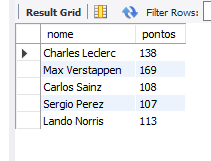 Result Grid Filter Rows:
nome pontos
Charles Leclerc 138
Max Verstappen 169
Carlos Sainz 108
Sergio Perez 107
Lando Norris 113